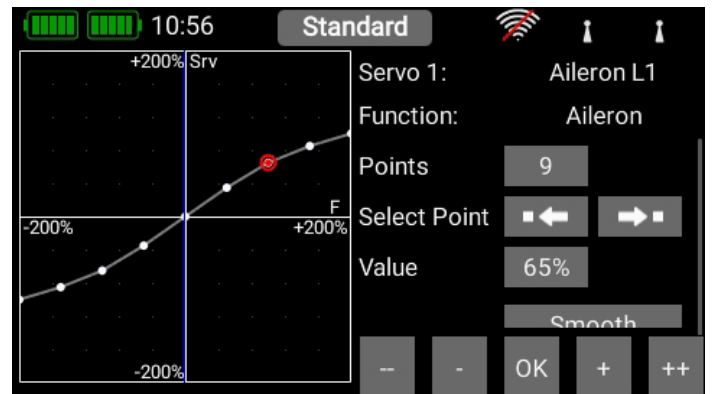 10:56 Standard
+200% Srv
Servo 1: Aileron L1
Function: Aileron
Points 9
F
-200% +200%
Select Point
Value 65%
Smooth
-200%
-- - OK + ++